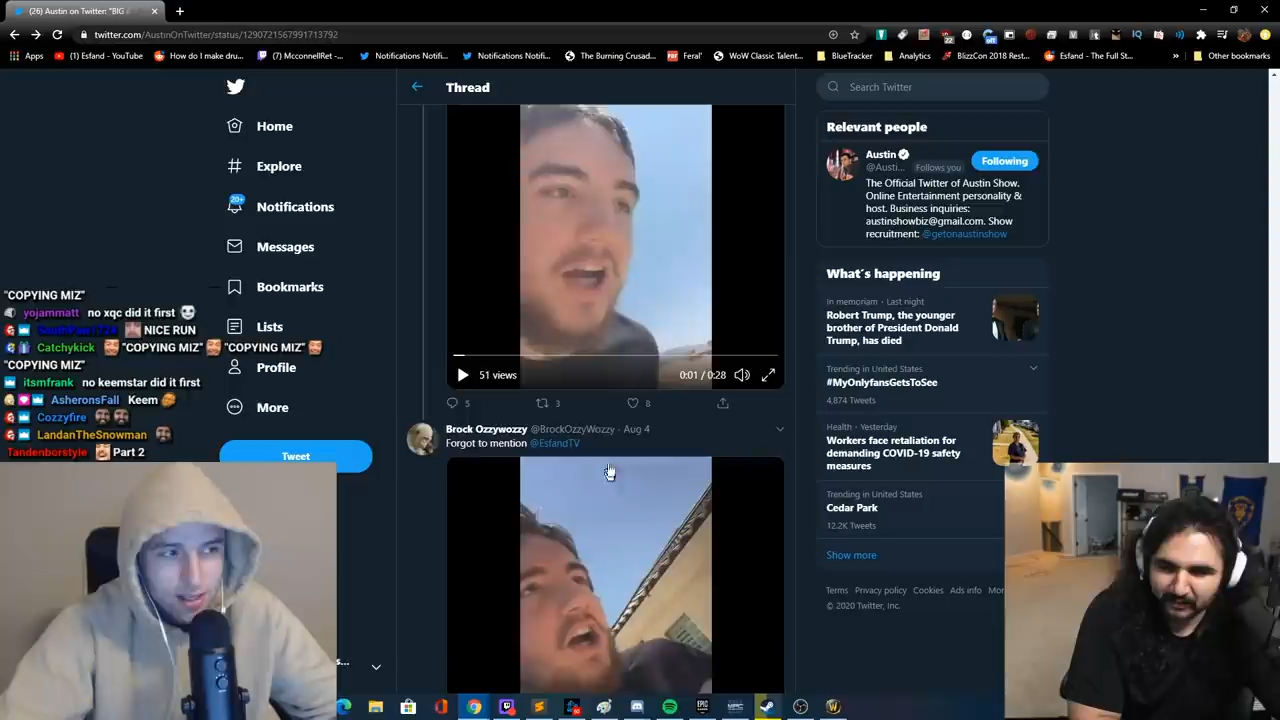 (26) Austin on Twitter: "BIG
twitter.com/AustinOnTwitter/status/1290721567991713792
Apps
(1) Esfand - YouTube
How do I make dru...
(7) McconnellRet -...
Notifications Notifi...
Notifications Notifi...
The Burning Crusad...
Feral'
WoW Classic Talent...
BlueTracker
Analytics
BlizzCon 2018 Rest...
Esfand - The Full St...
Other bookmarks
Home
Explore
20+
Notifications
Messages
Bookmarks
Lists
Profile
More
Tweet
"COPYING MIZ"
yojammatt no xqc did it first
NICE RUN
Catchykick "COPYING MIZ" "COPYING MIZ"
"COPYING MIZ"
itsmfrank no keemstar did it first
AsheronsFall Keem
Cozzyfire
LandanTheSnowman
Tandenborstyle Part 2
Thread
51 views
0:01 / 0:28
5
3
8
Brock Ozzywozzy @BrockOzzyWozzy · Aug 4
Forgot to mention @EsfandTV
Search Twitter
Relevant people
Austin
@Austi... Follows you
Following
The Official Twitter of Austin Show.
Online Entertainment personality &
host. Business inquiries:
austinshowbiz@gmail.com. Show
recruitment: @getonaustinshow
What's happening
In memoriam · Last night
Robert Trump, the younger
brother of President Donald
Trump, has died
Trending in United States
#MyOnlyfansGetsToSee
4,874 Tweets
Health · Yesterday
Workers face retaliation for
demanding COVID-19 safety
measures
Trending in United States
Cedar Park
12.2K Tweets
Show more
Terms Privacy policy Cookies Ads info
© 2020 Twitter, Inc.